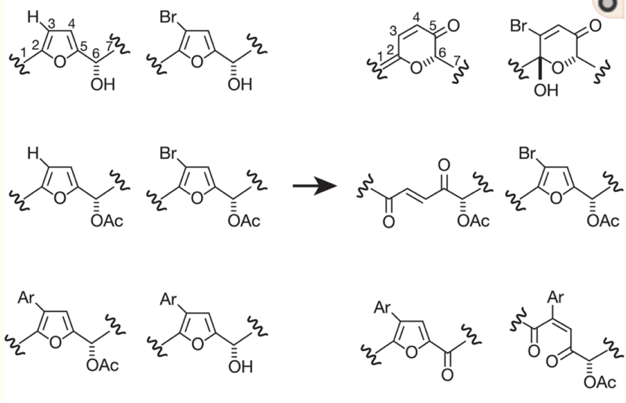 H 3 4 Br 3 4 5 O Br O
1 2 O 5 6 7 O 1 2 O 6 7 O
OH OH OH
H Br O Br
O O O
OAc OAc O OAc OAc
Ar Ar Ar Ar
O O O O O
OAc OH O OAc